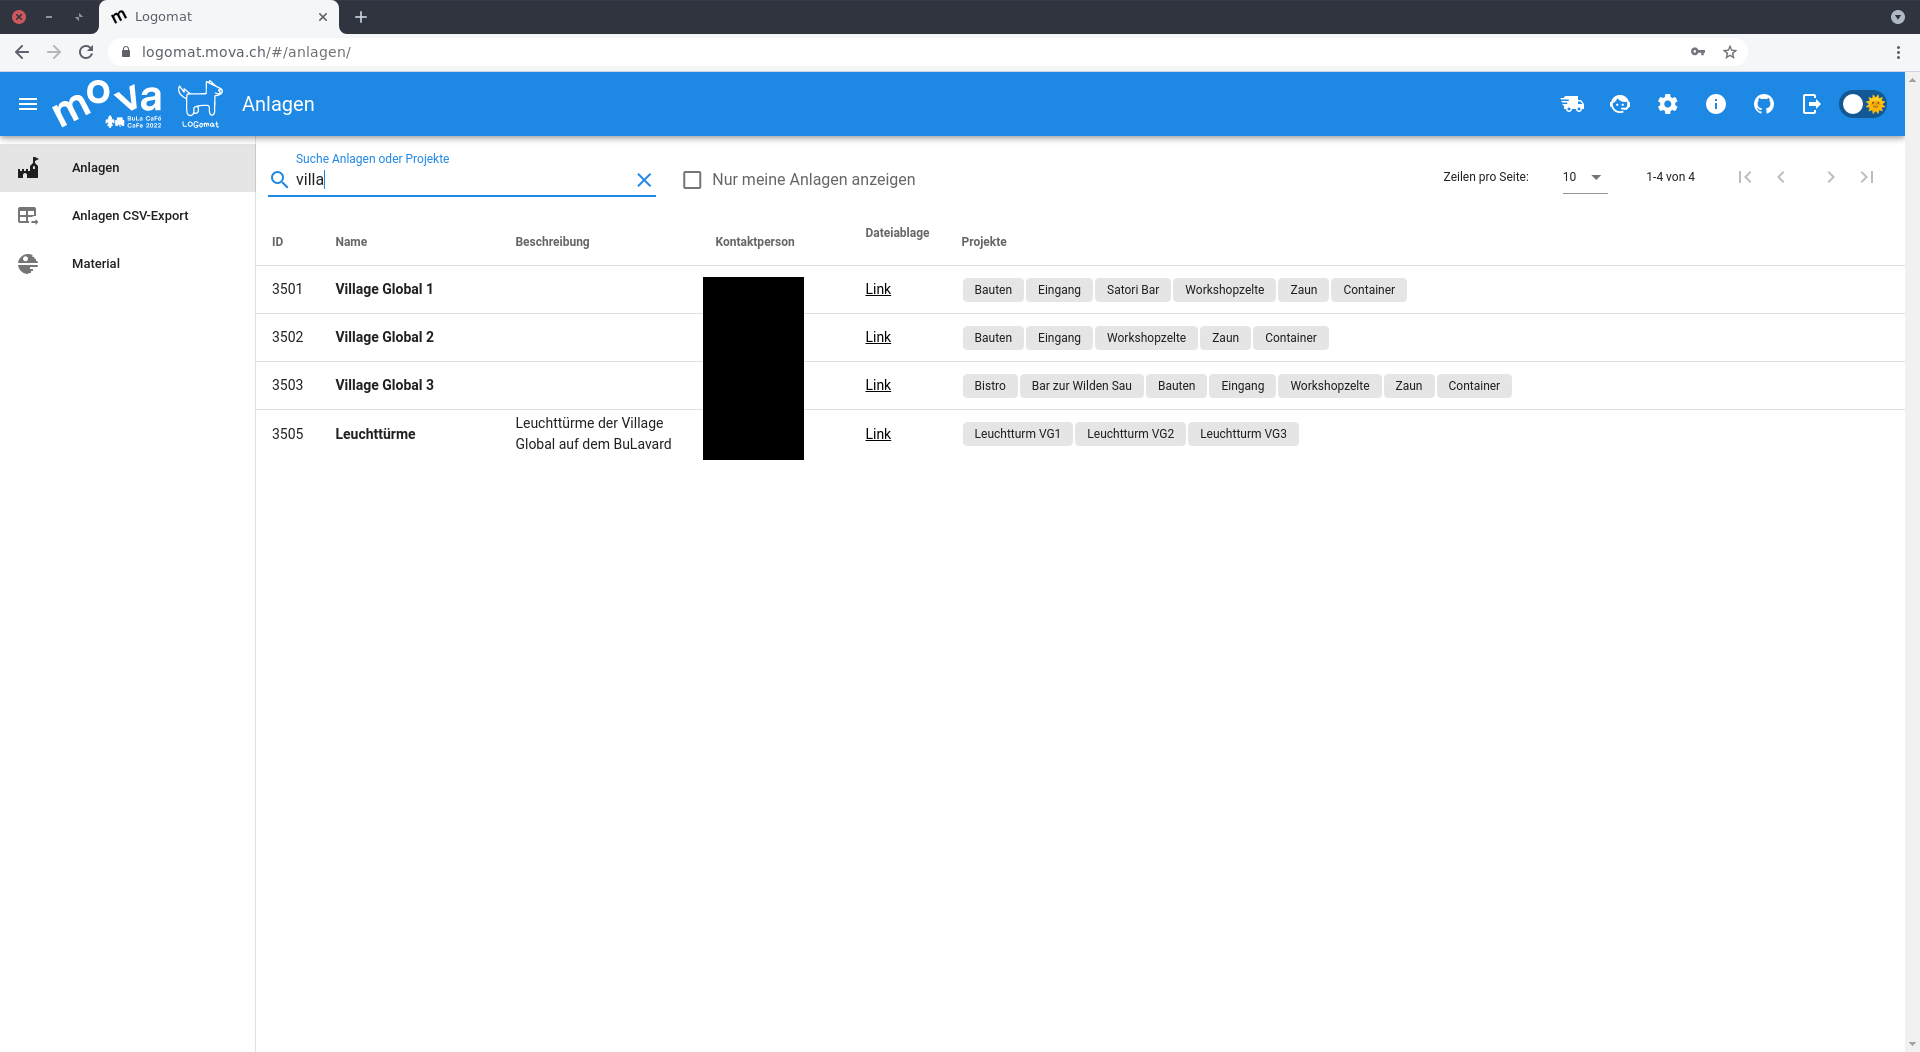 Logomat
logomat.mova.ch/#/anlagen/
mova
BuLa CaFé
CaFe 2022
LOGomat
Anlagen
Anlagen
Anlagen CSV-Export
Material
Suche Anlagen oder Projekte
villa
Nur meine Anlagen anzeigen
Zeilen pro Seite: 10 1-4 von 4
ID Name Beschreibung Kontaktperson Dateiablage Projekte
3501 Village Global 1 Link Bauten Eingang Satori Bar Workshopzelte Zaun Container
3502 Village Global 2 Link Bauten Eingang Workshopzelte Zaun Container
3503 Village Global 3 Link Bistro Bar zur Wilden Sau Bauten Eingang Workshopzelte Zaun Container
3505 Leuchttürme Leuchttürme der Village
Global auf dem BuLavard Link Leuchtturm VG1 Leuchtturm VG2 Leuchtturm VG3